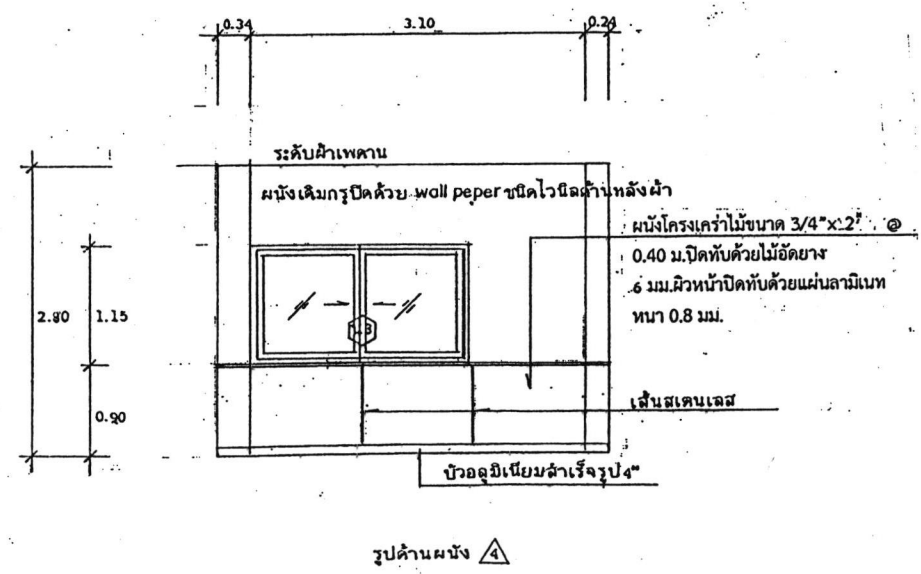 0.34 3.10 0.24
ระดับฝ้าเพดาน
ผนังเดิมกรุปิดด้วย wall peper ชนิดไวนิลด้านหลังผ้า
ผนังโครงเคร่าไม้ขนาด 3/4"x 2" @
0.40 ม.ปิดทับด้วยไม้อัดยาง
6 มม.ผิวหน้าปิดทับด้วยแผ่นลามิเนท
หนา 0.8 มม.
2.80 1.15
0.90
เส้นสเตนเลส
บัวอลูมิเนียมสำเร็จรูป4"
รูปด้านผนัง 4